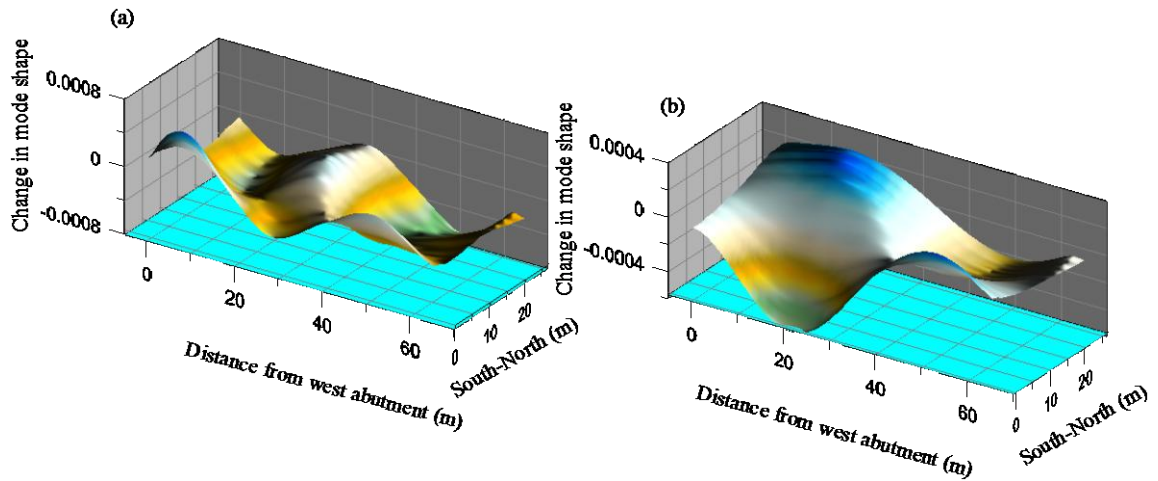 (a)
Change in mode shape
0.0008
0
-0.0008
0
20
40
60
0
10
20
Distance from west abutment (m)
South-North (m)
(b)
Change in mode shape
0.0004
0
-0.0004
0
20
40
60
0
10
20
Distance from west abutment (m)
South-North (m)